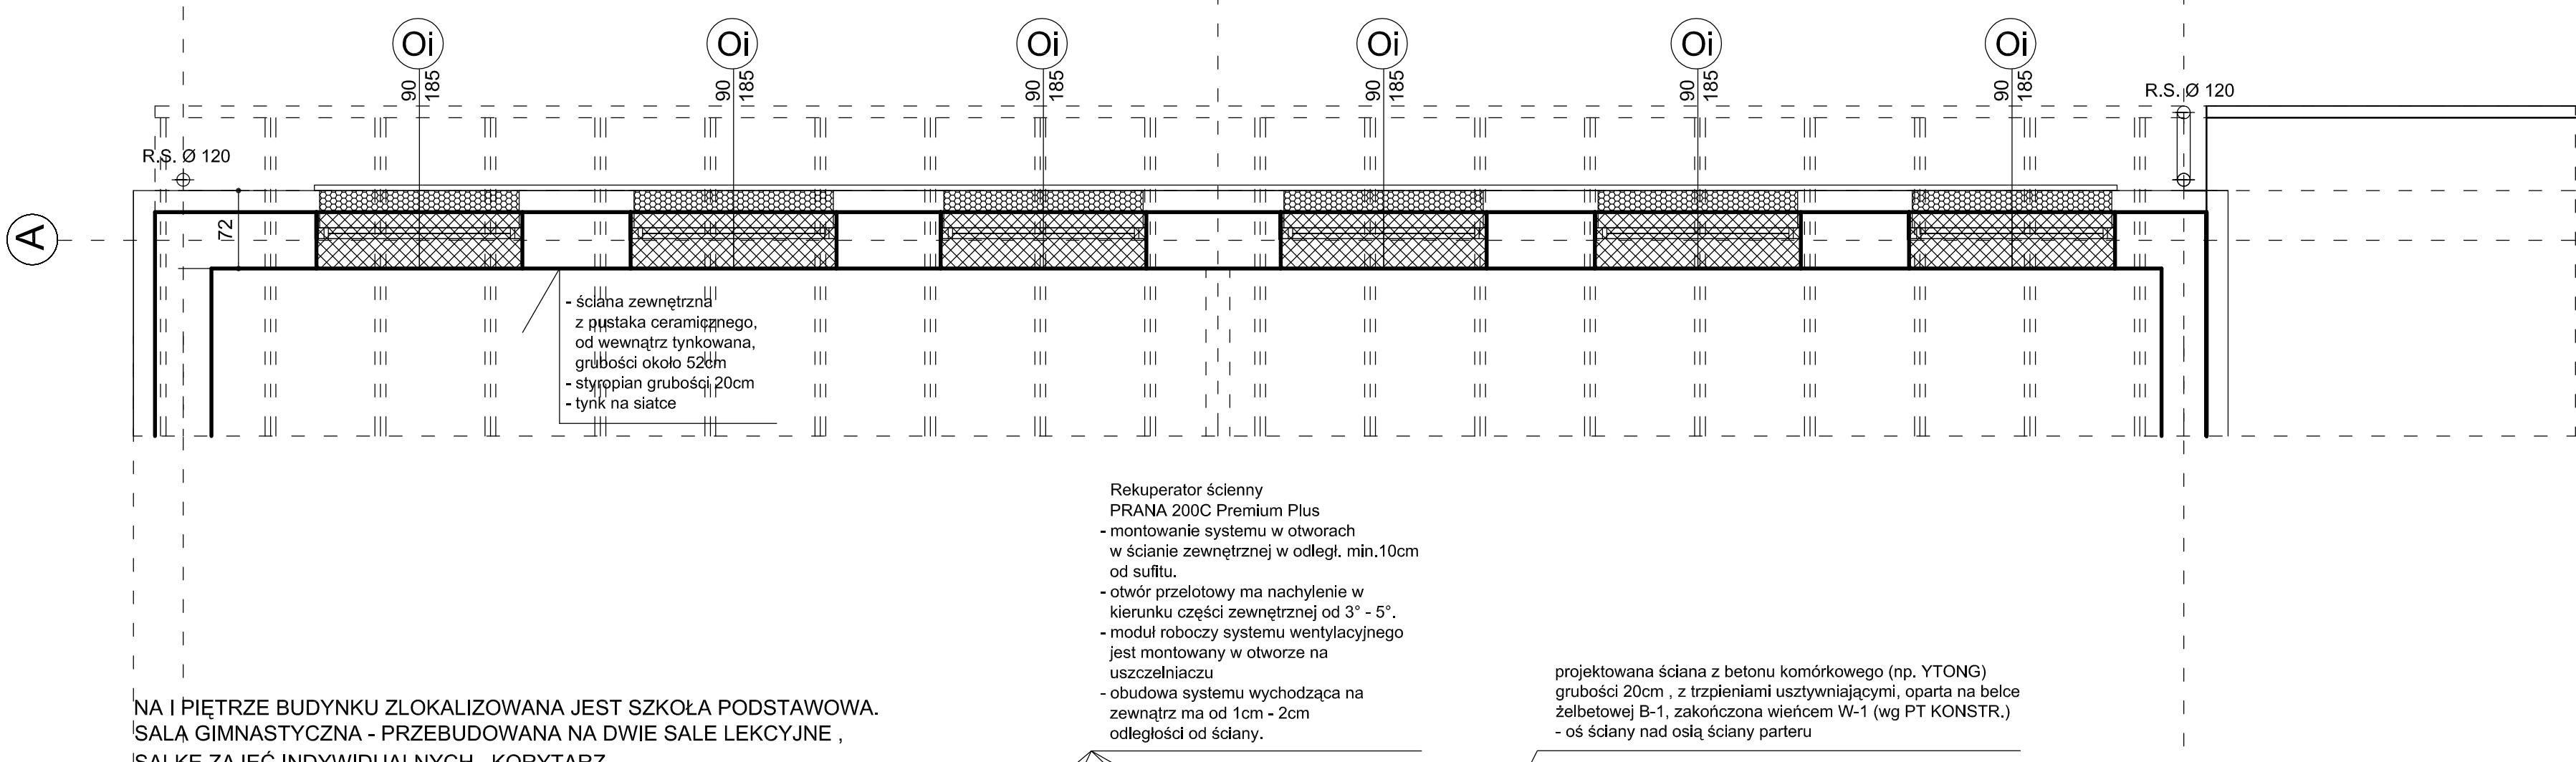 Oi
Oi
Oi
Oi
Oi
Oi
90
185
90
185
90
185
90
185
90
185
90
185
R.S. Ø 120
R.S. Ø 120
A
72
- ściana zewnętrzna
z pustaka ceramicznego,
od wewnątrz tynkowana,
grubości około 52cm
- styropian grubości 20cm
- tynk na siatce
Rekuperator ścienny
PRANA 200C Premium Plus
- montowanie systemu w otworach
w ścianie zewnętrznej w odległ. min.10cm
od sufitu.
- otwór przelotowy ma nachylenie w
kierunku części zewnętrznej od 3° - 5°.
- moduł roboczy systemu wentylacyjnego
jest montowany w otworze na
uszczelniaczu
- obudowa systemu wychodząca na
zewnątrz ma od 1cm - 2cm
odległości od ściany.
projektowana ściana z betonu komórkowego (np. YTONG)
grubości 20cm , z trzpieniami usztywniającymi, oparta na belce
żelbetowej B-1, zakończona wieńcem W-1 (wg PT KONSTR.)
- oś ściany nad osią ściany parteru
NA I PIĘTRZE BUDYNKU ZLOKALIZOWANA JEST SZKOŁA PODSTAWOWA.
SALA GIMNASTYCZNA - PRZEBUDOWANA NA DWIE SALE LEKCYJNE ,
SALKĘ ZAJĘĆ INDYWIDUALNYCH , KORYTARZ